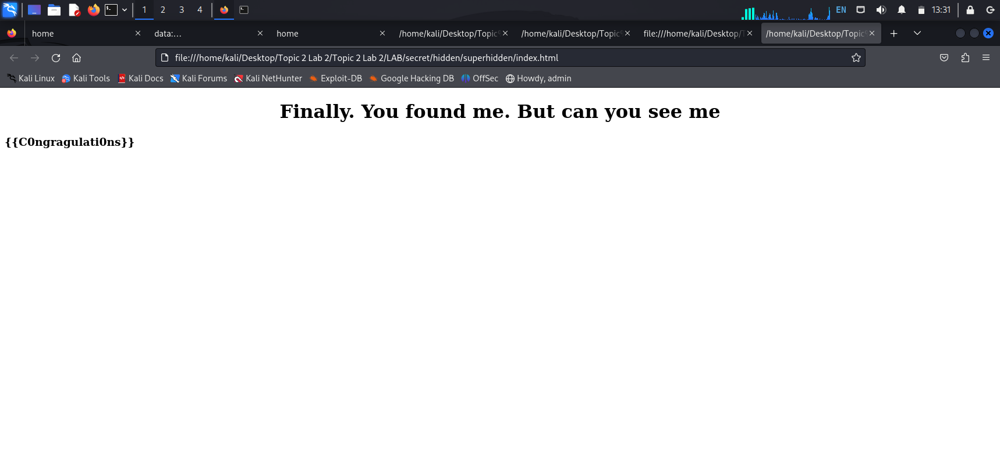 1 2 3 4 EN 13:31
home data:... home /home/kali/Desktop/Topic /home/kali/Desktop/Topic file:///home/kali/Desktop/ /home/kali/Desktop/Topic
file:///home/kali/Desktop/Topic 2 Lab 2/Topic 2 Lab 2/LAB/secret/hidden/superhidden/index.html
Kali Linux Kali Tools Kali Docs Kali Forums Kali NetHunter Exploit-DB Google Hacking DB OffSec Howdy, admin
Finally. You found me. But can you see me
{{C0ngragulati0ns}}